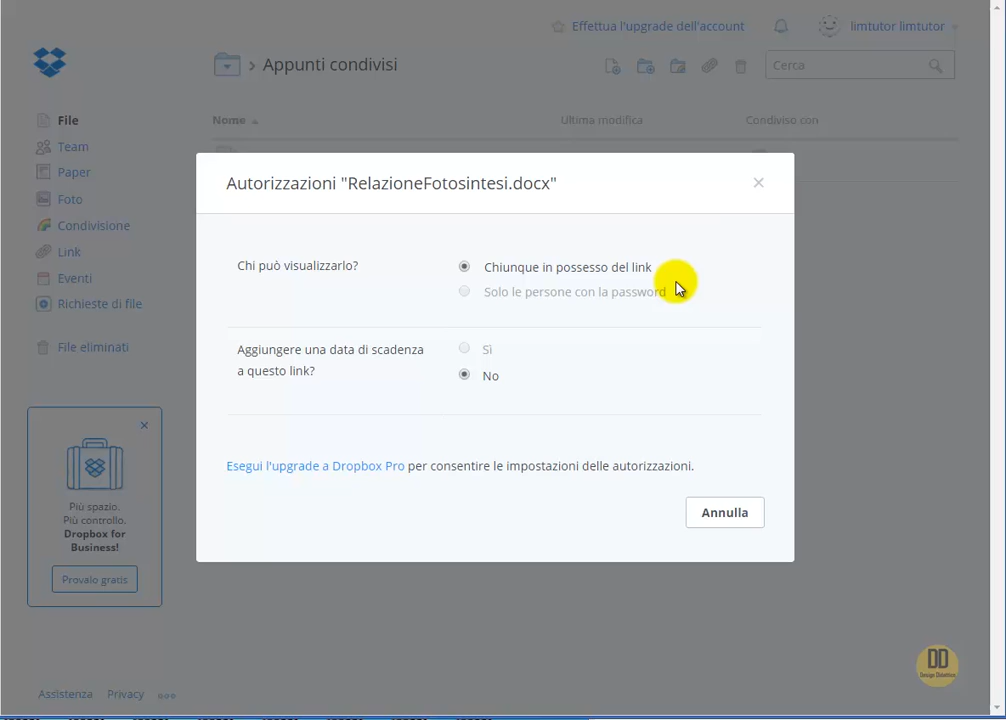 Effettua l'upgrade dell'account
limtutor limtutor
Appunti condivisi
Cerca
File
Team
Paper
Foto
Condivisione
Link
Eventi
Richieste di file
File eliminati
Nome
Ultima modifica
Condiviso con
Autorizzazioni "RelazioneFotosintesi.docx"
Chi può visualizzarlo?
Chiunque in possesso del link
Solo le persone con la password
Aggiungere una data di scadenza
a questo link?
Sì
No
Esegui l'upgrade a Dropbox Pro per consentire le impostazioni delle autorizzazioni.
Annulla
Più spazio.
Più controllo.
Dropbox for
Business!
Provalo gratis
Assistenza
Privacy
DD
Design Didattico